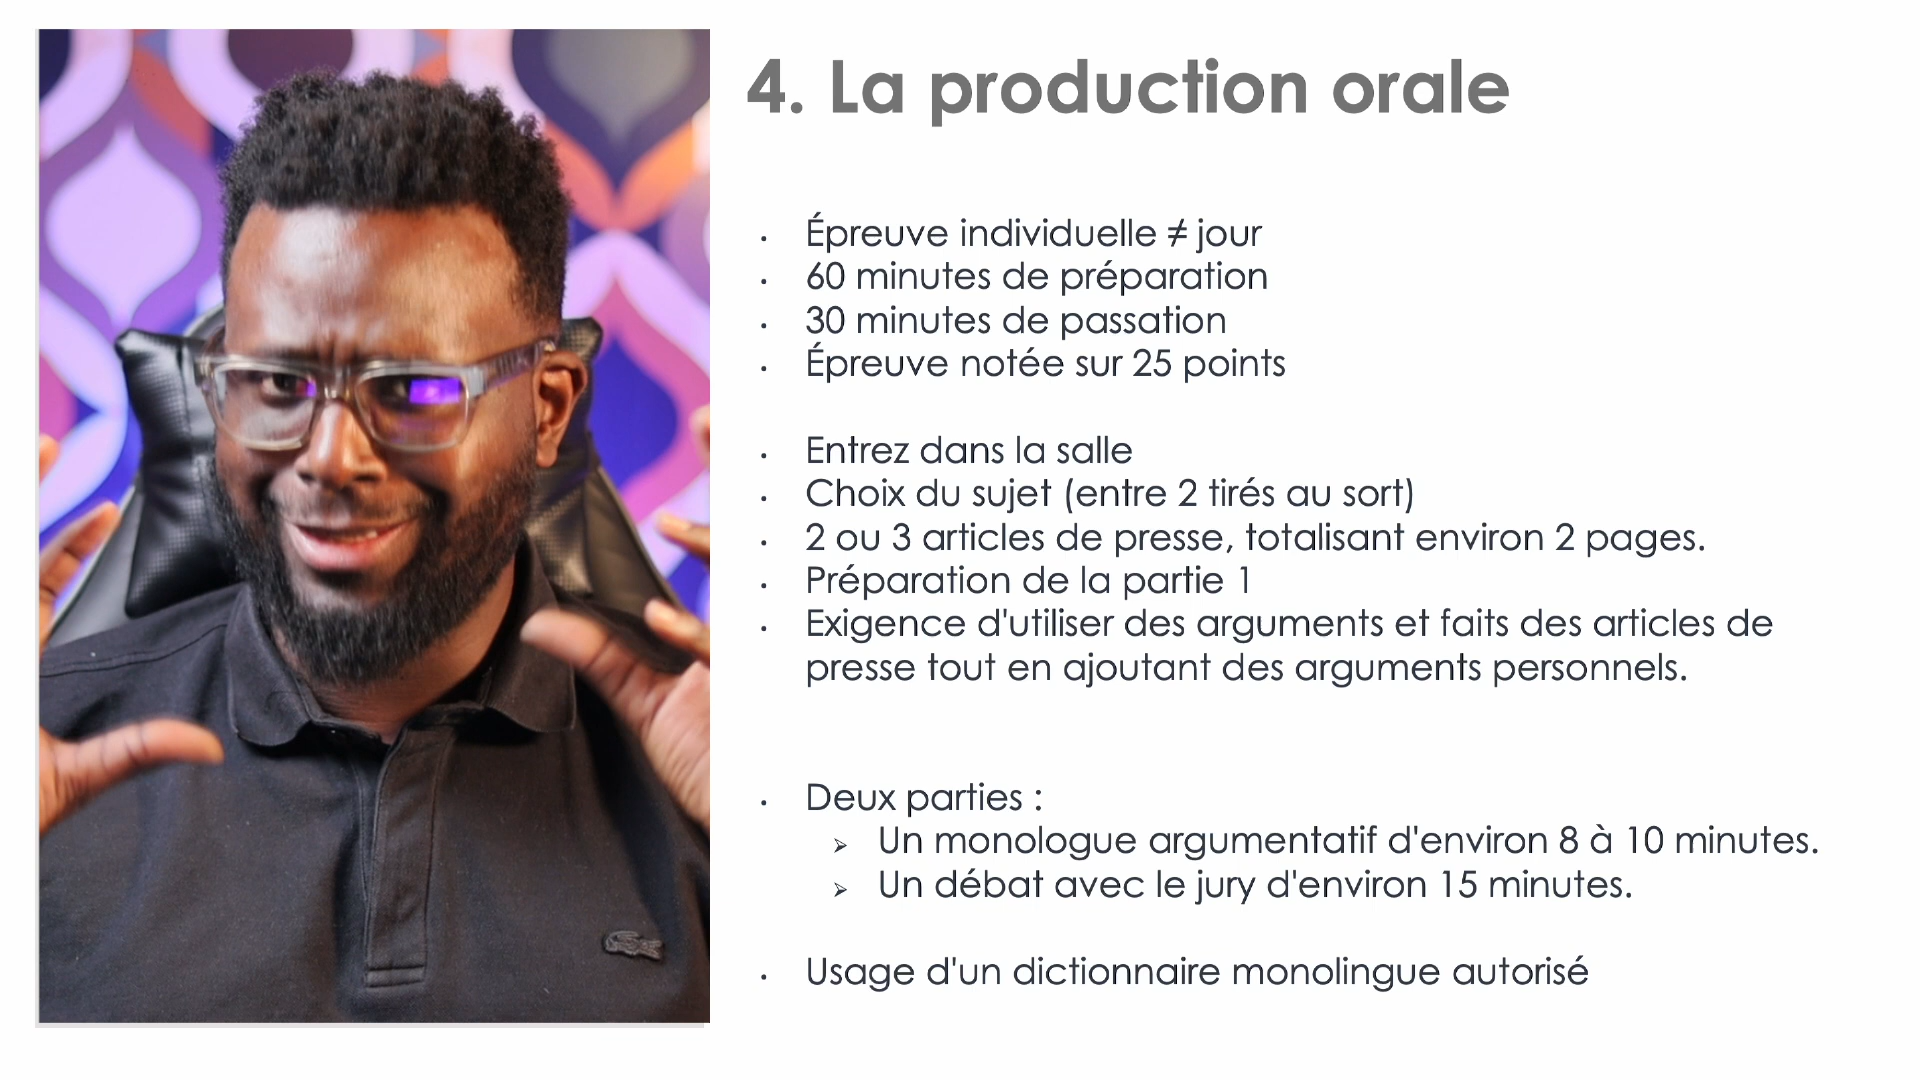 4. La production orale
Épreuve individuelle ≠ jour
60 minutes de préparation
30 minutes de passation
Épreuve notée sur 25 points
Entrez dans la salle
Choix du sujet (entre 2 tirés au sort)
2 ou 3 articles de presse, totalisant environ 2 pages.
Préparation de la partie 1
Exigence d'utiliser des arguments et faits des articles de
presse tout en ajoutant des arguments personnels.
Deux parties :
Un monologue argumentatif d'environ 8 à 10 minutes.
Un débat avec le jury d'environ 15 minutes.
Usage d'un dictionnaire monolingue autorisé